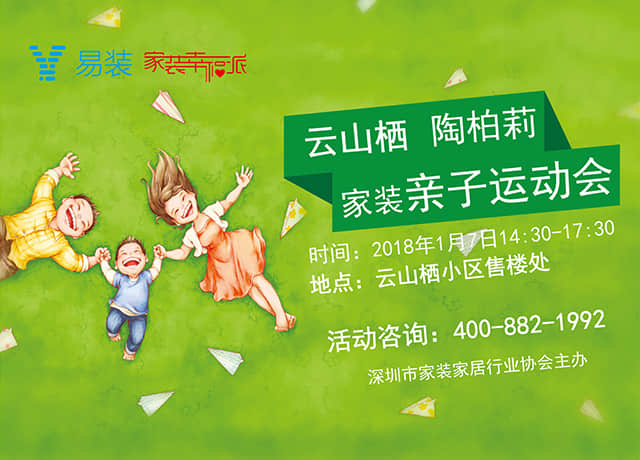 易装 家装幸福派
云山栖 陶柏莉
家装亲子运动会
时间：2018年1月7日14:30-17:30
地点：云山栖小区售楼处
活动咨询：400-882-1992
深圳市家装家居行业协会主办